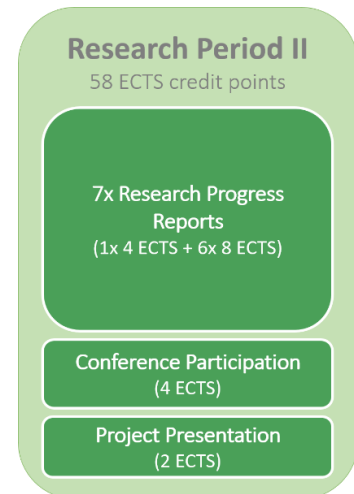 Research Period II
58 ECTS credit points
7x Research Progress
Reports
(1x 4 ECTS + 6x 8 ECTS)
Conference Participation
(4 ECTS)
Project Presentation
(2 ECTS)